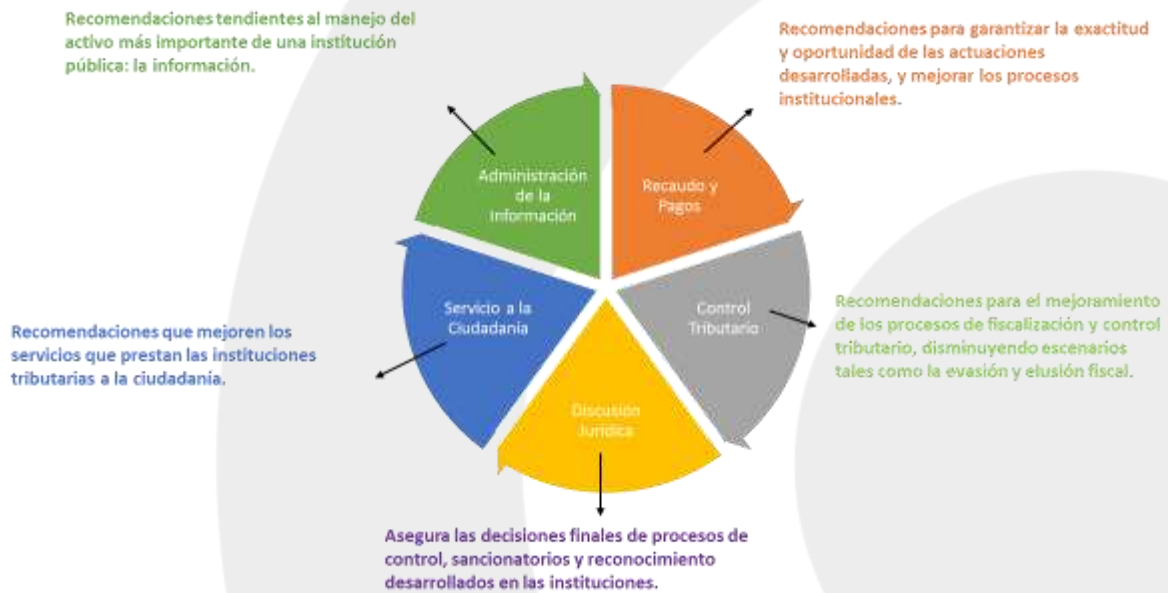 Recomendaciones tendientes al manejo del
activo más importante de una institución
pública: la información.
Recomendaciones para garantizar la exactitud
y oportunidad de las actuaciones
desarrolladas, y mejorar los procesos
institucionales.
Administración
de la
Información
Recaudo y
Pagos
Servicio a la
Ciudadanía
Control
Tributario
Discusión
Jurídica
Recomendaciones que mejoren los
servicios que prestan las instituciones
tributarias a la ciudadanía.
Recomendaciones para el mejoramiento
de los procesos de fiscalización y control
tributario, disminuyendo escenarios
tales como la evasión y elusión fiscal.
Asegura las decisiones finales de procesos de
control, sancionatorios y reconocimiento
desarrollados en las instituciones.